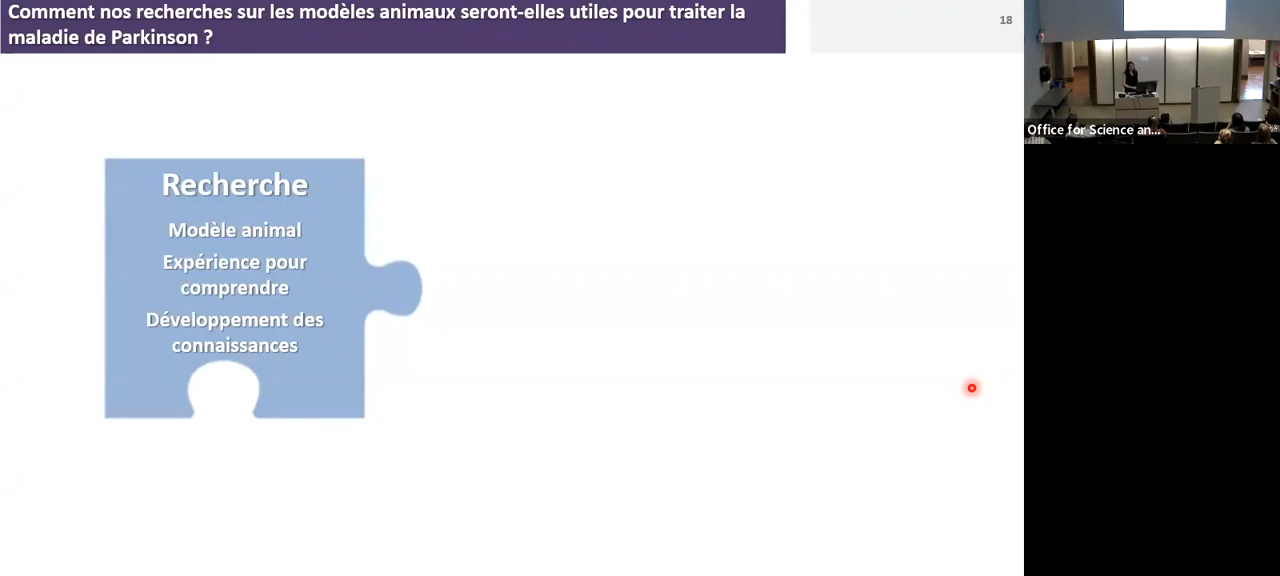 Comment nos recherches sur les modèles animaux seront-elles utiles pour traiter la
maladie de Parkinson ?
18
Recherche
Modèle animal
Expérience pour
comprendre
Développement des
connaissances
Office for Science an...